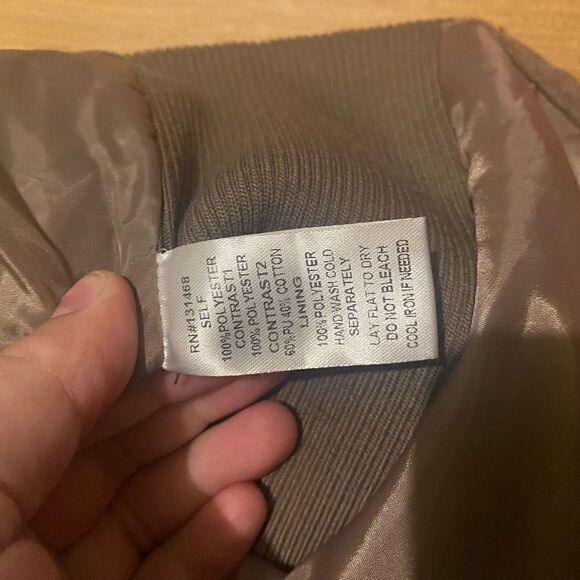 RN#131468
SELF
100%POLYESTER
CONTRAST1
100% POLYESTER
CONTRAST2
60%PU 40% COTTON
LINING
100% POLYESTER
HAND WASH COLD
SEPARATELY
LAY FLAT TO DRY
DO NOT BLEACH
COOL IRON IF NEEDED